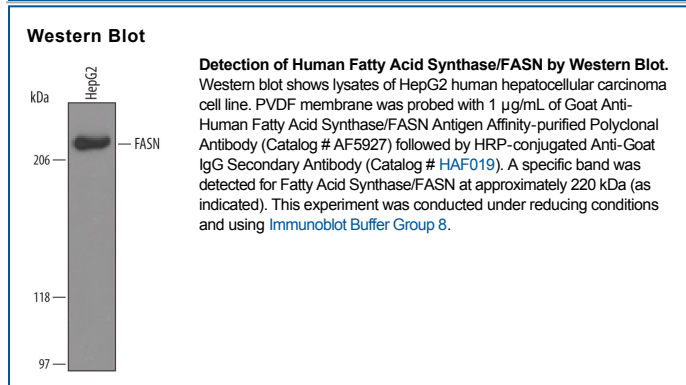 Western Blot
HepG2
kDa
FASN
206
118
97
Detection of Human Fatty Acid Synthase/FASN by Western Blot.
Western blot shows lysates of HepG2 human hepatocellular carcinoma
cell line. PVDF membrane was probed with 1 µg/mL of Goat Anti-
Human Fatty Acid Synthase/FASN Antigen Affinity-purified Polyclonal
Antibody (Catalog # AF5927) followed by HRP-conjugated Anti-Goat
IgG Secondary Antibody (Catalog # HAF019). A specific band was
detected for Fatty Acid Synthase/FASN at approximately 220 kDa (as
indicated). This experiment was conducted under reducing conditions
and using Immunoblot Buffer Group 8.